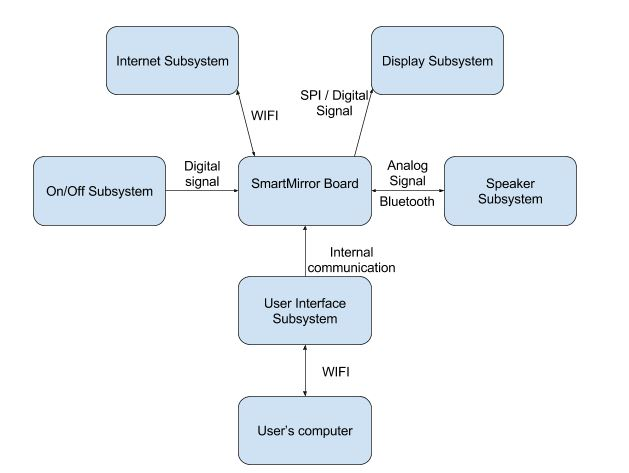 Internet Subsystem
Display Subsystem
WIFI
SPI / Digital
Signal
On/Off Subsystem
Digital
signal
SmartMirror Board
Analog
Signal
Bluetooth
Speaker
Subsystem
Internal
communication
User Interface
Subsystem
WIFI
User's computer